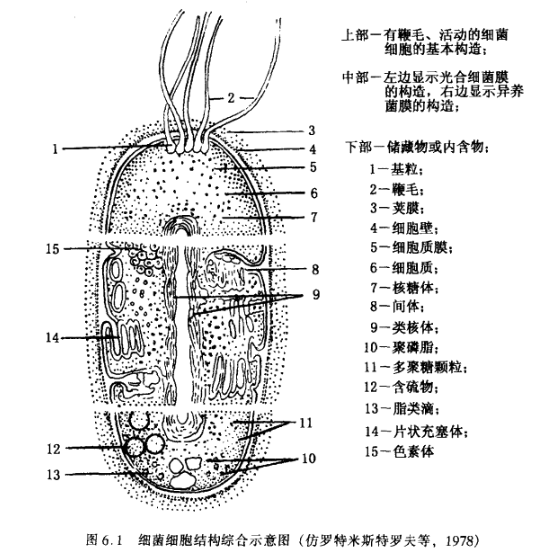 上部－有鞭毛、活动的细菌
细胞的基本构造；
中部－左边显示光合细菌膜
的构造，右边显示异养
菌膜的构造；
下部－储藏物或内含物；
1－基粒；
2－鞭毛；
3－荚膜；
4－细胞壁；
5－细胞质膜；
6－细胞质；
7－核糖体；
8－间体；
9－类核体；
10－聚磷脂；
11－多聚糖颗粒；
12－含硫物；
13－脂类滴；
14－片状充塞体；
15－色素体
2
1
3
4
5
6
7
15
8
9
14
11
12
10
13
图 6.1 细菌细胞结构综合示意图（仿罗特米斯特罗夫等，1978）